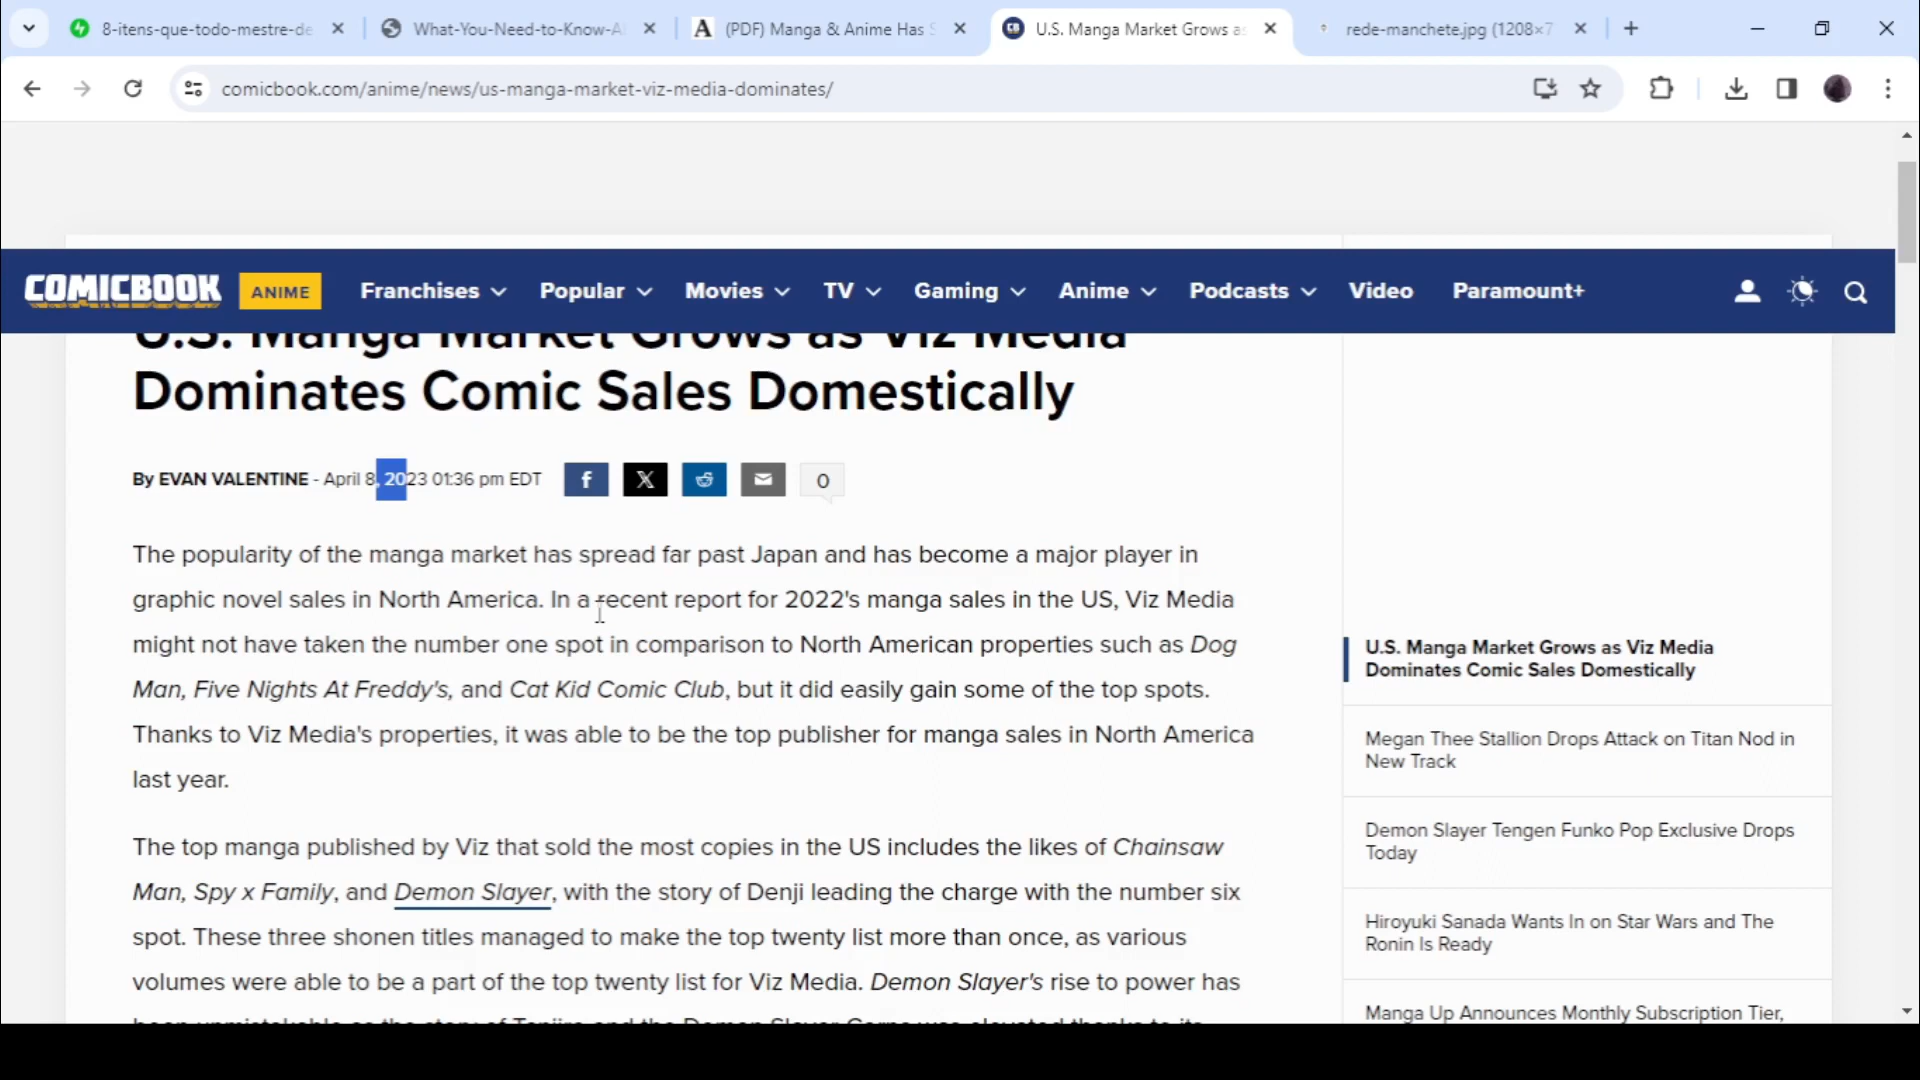 8-itens-que-todo-mestre-de
What-You-Need-to-Know-A
(PDF) Manga & Anime Has S
U.S. Manga Market Grows as
rede-manchete.jpg (1208×7
comicbook.com/anime/news/us-manga-market-viz-media-dominates/
COMICBOOK ANIME Franchises Popular Movies TV Gaming Anime Podcasts Video Paramount+
U.S. Manga Market Grows as Viz Media
Dominates Comic Sales Domestically
By EVAN VALENTINE - April 8, 2023 01:36 pm EDT
0
The popularity of the manga market has spread far past Japan and has become a major player in
graphic novel sales in North America. In a recent report for 2022's manga sales in the US, Viz Media
might not have taken the number one spot in comparison to North American properties such as Dog
Man, Five Nights At Freddy's, and Cat Kid Comic Club, but it did easily gain some of the top spots.
Thanks to Viz Media's properties, it was able to be the top publisher for manga sales in North America
last year.
The top manga published by Viz that sold the most copies in the US includes the likes of Chainsaw
Man, Spy x Family, and Demon Slayer, with the story of Denji leading the charge with the number six
spot. These three shonen titles managed to make the top twenty list more than once, as various
volumes were able to be a part of the top twenty list for Viz Media. Demon Slayer's rise to power has
U.S. Manga Market Grows as Viz Media
Dominates Comic Sales Domestically
Megan Thee Stallion Drops Attack on Titan Nod in
New Track
Demon Slayer Tengen Funko Pop Exclusive Drops
Today
Hiroyuki Sanada Wants In on Star Wars and The
Ronin Is Ready
Manga Up Announces Monthly Subscription Tier,